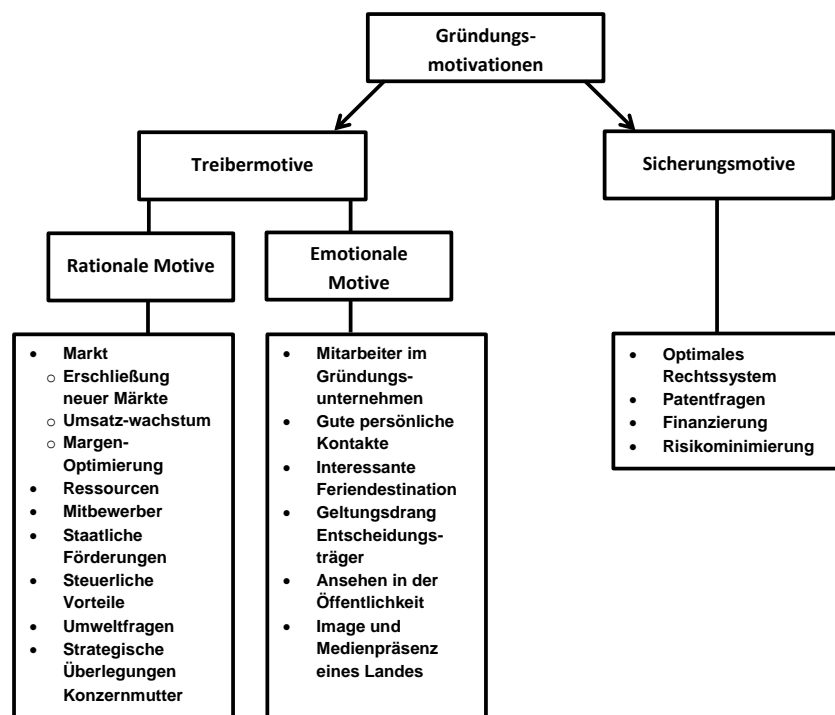 Gründungs-
motivationen
Treibermotive
Sicherungsmotive
Rationale Motive
Emotionale
Motive
• Markt
o Erschließung
neuer Märkte
o Umsatz-wachstum
o Margen-
Optimierung
• Ressourcen
• Mitbewerber
• Staatliche
Förderungen
• Steuerliche
Vorteile
• Umweltfragen
• Strategische
Überlegungen
Konzernmutter
• Mitarbeiter im
Gründungs-
unternehmen
• Gute persönliche
Kontakte
• Interessante
Feriendestination
• Geltungsdrang
Entscheidungs-
träger
• Ansehen in der
Öffentlichkeit
• Image und
Medienpräsenz
eines Landes
• Optimales
Rechtssystem
• Patentfragen
• Finanzierung
• Risikominimierung